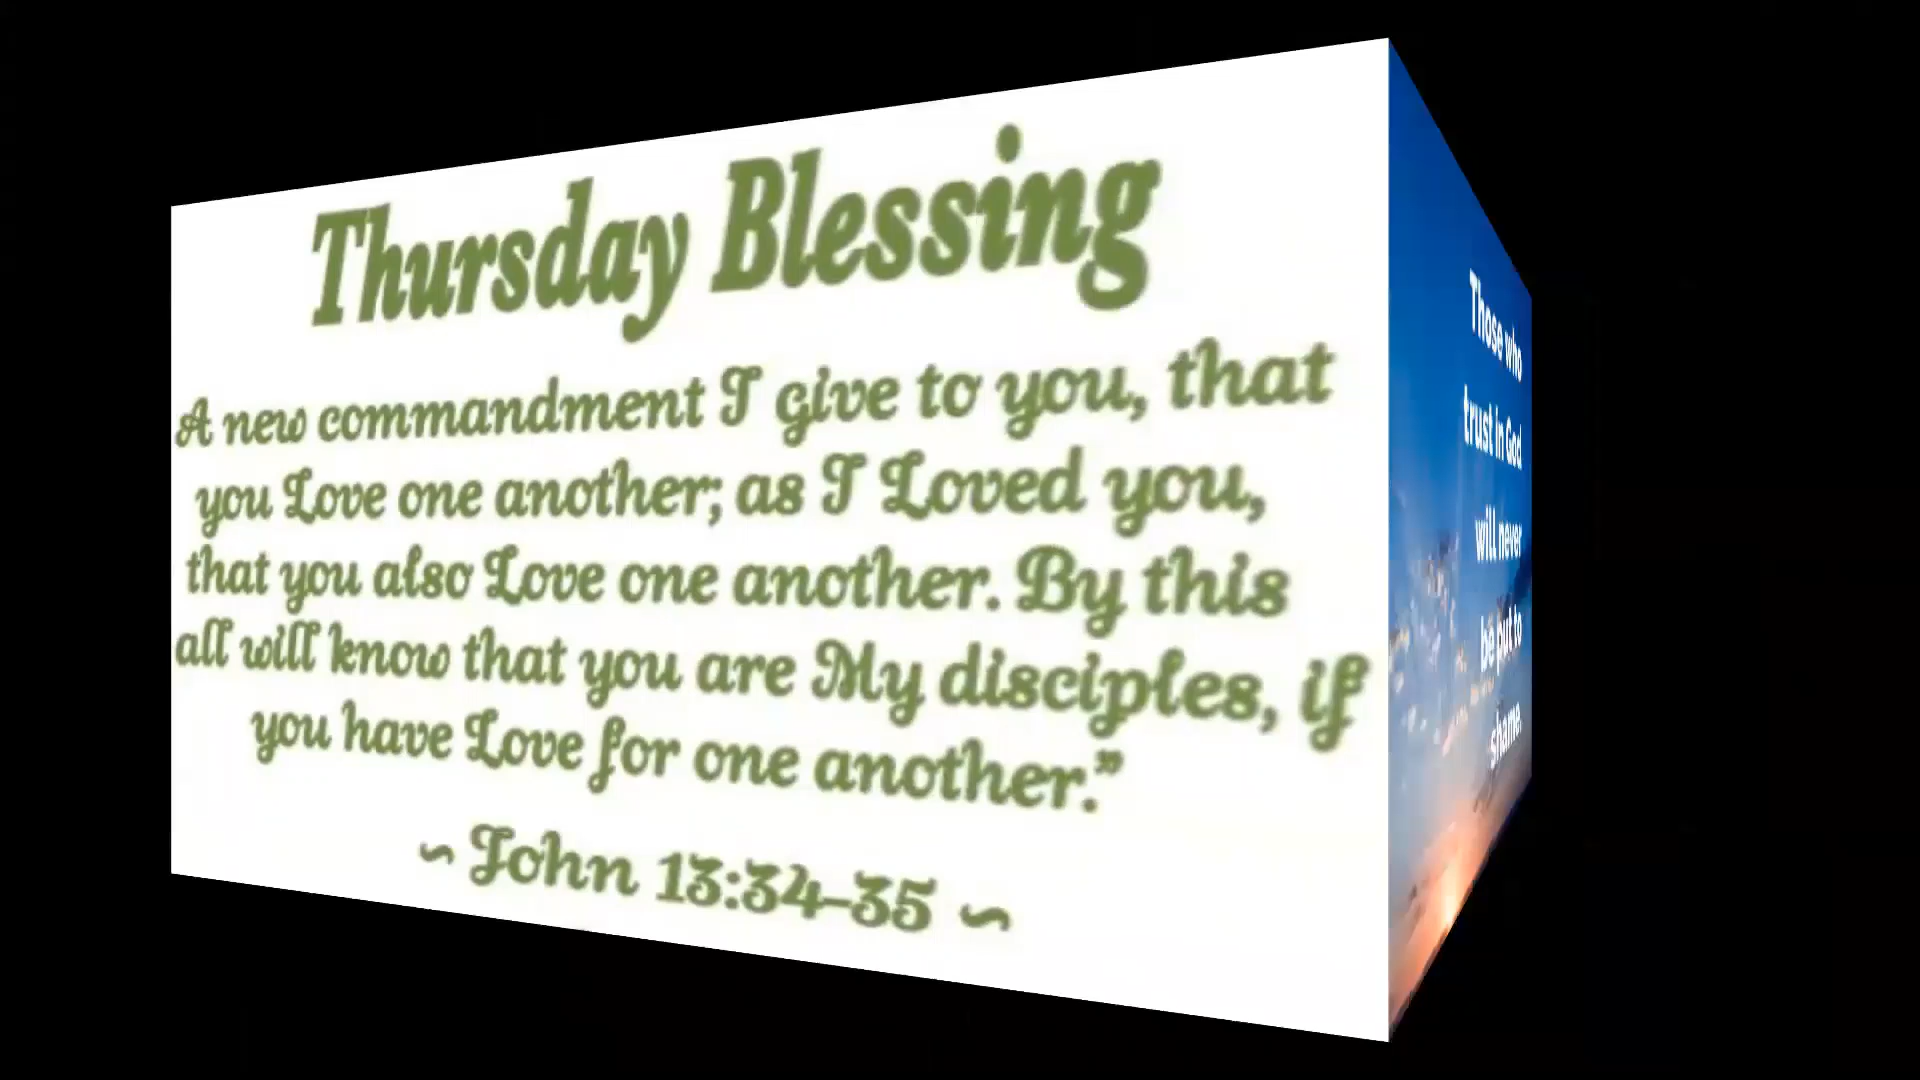 Thursday Blessing
A new commandment I give to you, that
you Love one another; as I Loved you,
that you also Love one another. By this
all will know that you are My disciples, if
you have Love for one another.”
~ John 13:34-35 ~
Those who
trust in God
will never
be put to
shame.